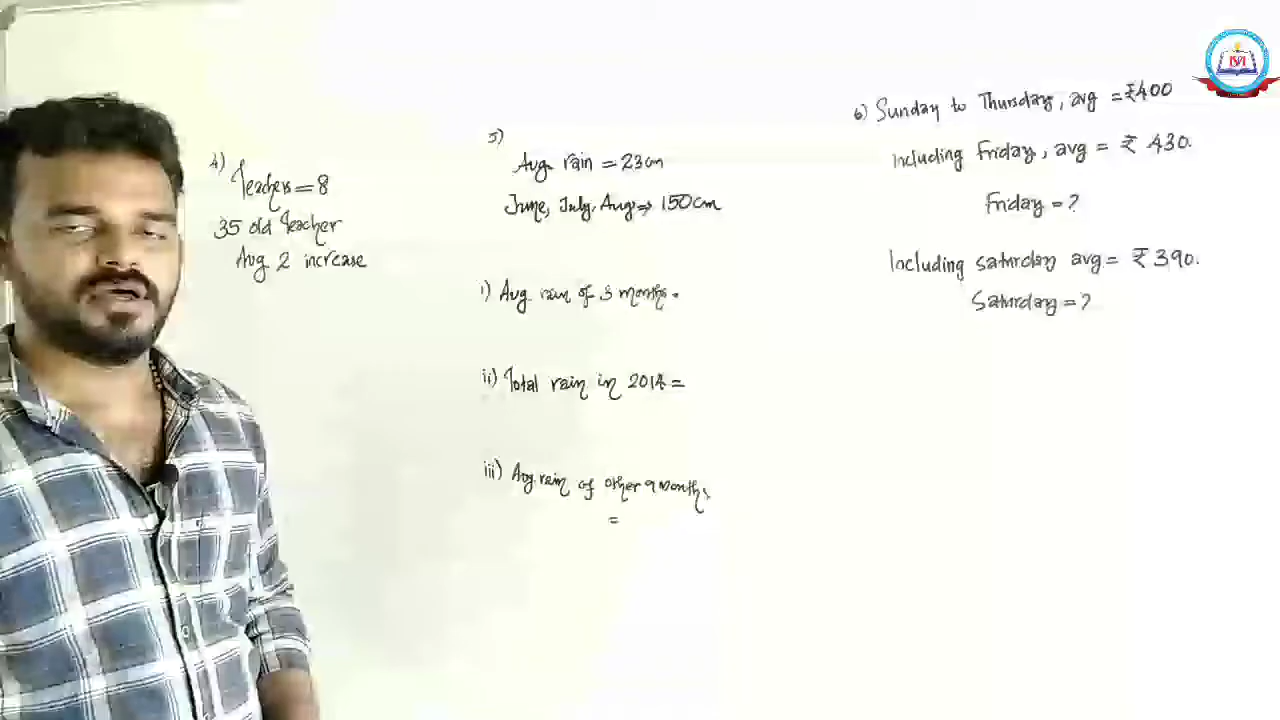 4)
Teachers = 8
35 old teacher
Avg 2 increase
5)
Avg rain = 23cm
June, July, Aug ⇒ 150cm
i) Avg rain of 3 months.
ii) Total rain in 2014 =
iii) Avg rain of other 9 months
=
6) Sunday to Thursday, avg = ₹400
Including Friday, avg = ₹ 430.
Friday = ?
Including saturday avg = ₹ 390.
Saturday = ?